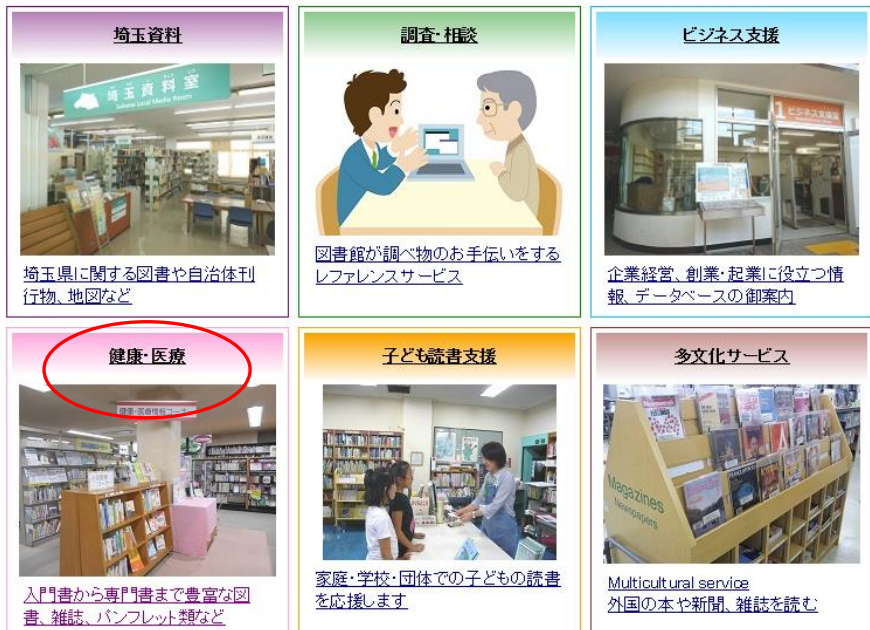 埼玉資料
埼玉資料室
Saitama Local Media Room
埼玉県に関する図書や自治体刊
行物、地図など
調査・相談
図書館が調べ物のお手伝いをする
レファレンスサービス
ビジネス支援
1ビジネス支援室
企業経営、創業・起業に役立つ情
報、データベースの御案内
健康・医療
健康・医療情報コーナー
入門書から専門書まで豊富な図
書、雑誌、パンフレット類など
子ども読書支援
家庭・学校・団体での子どもの読書
を応援します
多文化サービス
Magazines
Newspapers
Multicultural service
外国の本や新聞、雑誌を読む